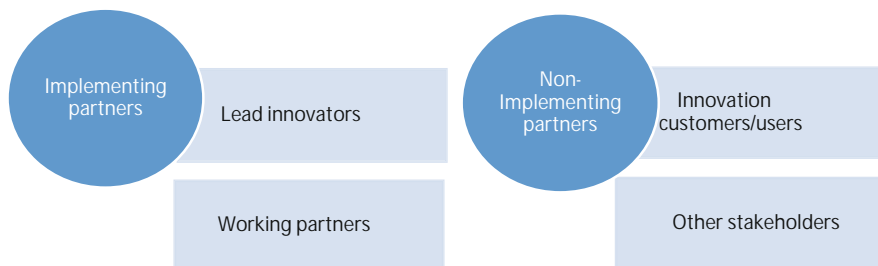 Implementing
partners
Lead innovators
Working partners
Non-
Implementing
partners
Innovation
customers/users
Other stakeholders